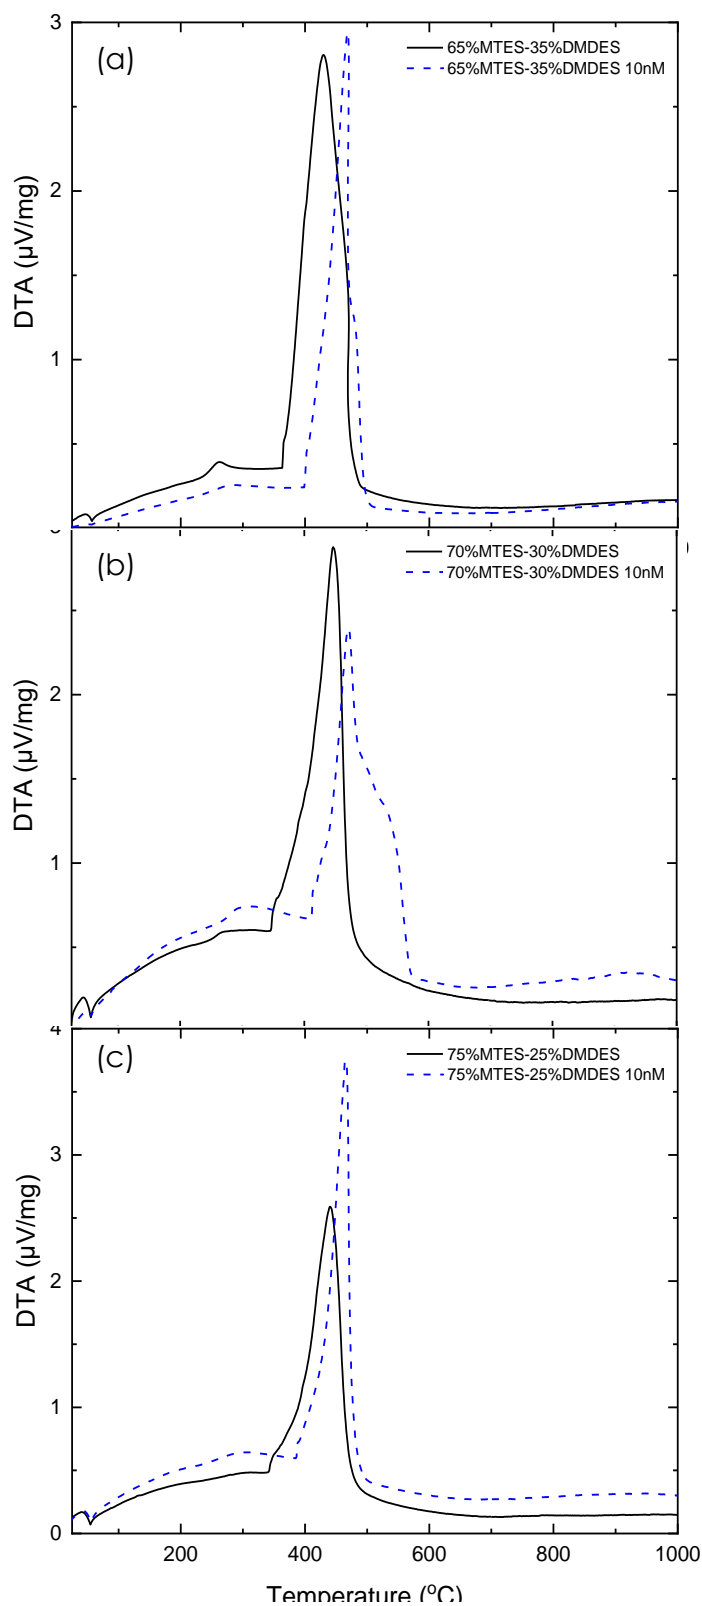 (a)
65%MTES-35%DMDES
65%MTES-35%DMDES 10nM
3
2
1
DTA (µV/mg)
(b)
70%MTES-30%DMDES
70%MTES-30%DMDES 10nM
2
1
DTA (µV/mg)
4
(c)
75%MTES-25%DMDES
75%MTES-25%DMDES 10nM
3
2
1
0
DTA (µV/mg)
200 400 600 800 1000
Temperature (°C)